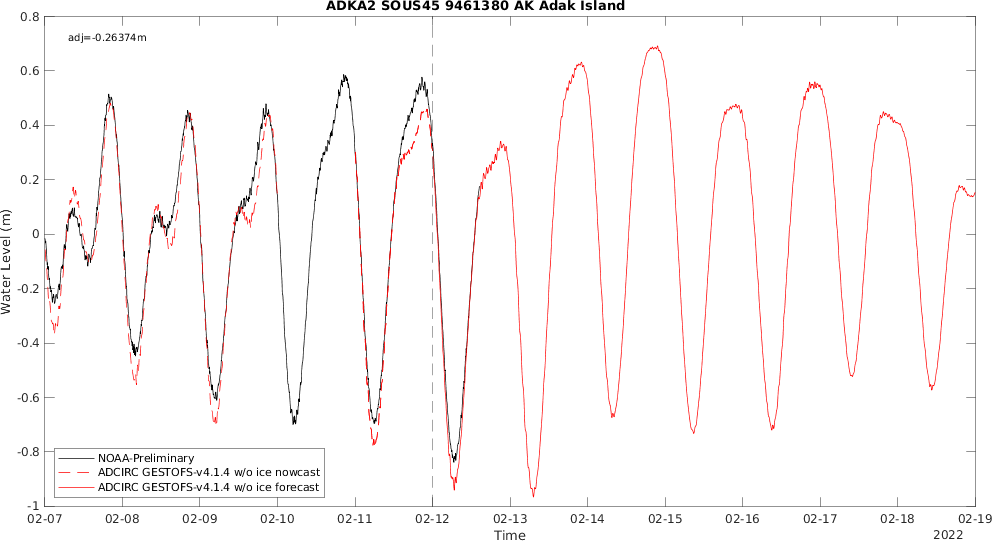 ADKA2 SOUS45 9461380 AK Adak Island
adj=-0.26374m
0.8
0.6
0.4
0.2
0
-0.2
-0.4
-0.6
-0.8
-1
Water Level (m)
NOAA-Preliminary
ADCIRC GESTOFS-v4.1.4 w/o ice nowcast
ADCIRC GESTOFS-v4.1.4 w/o ice forecast
02-07 02-08 02-09 02-10 02-11 02-12 02-13 02-14 02-15 02-16 02-17 02-18 02-19
Time
2022